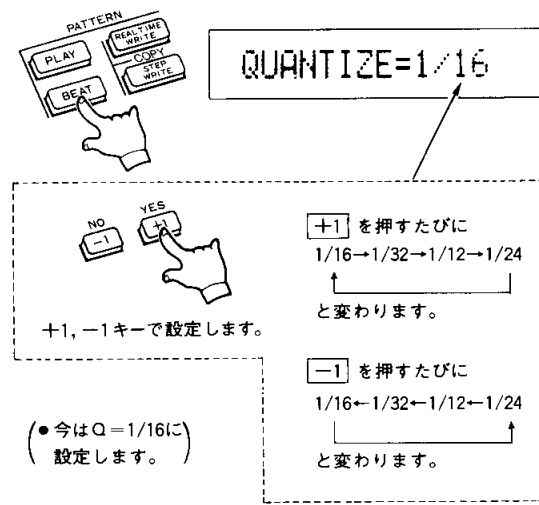 PATTERN
PLAY
REALTIME
WRITE
COPY
BEAT
STEP
WRITE
QUANTIZE=1/16
NO
-1
YES
+1
+1, -1キーで設定します。
+1 を押すたびに
1/16→1/32→1/12→1/24
と変わります。
-1 を押すたびに
1/16←1/32←1/12←1/24
と変わります。
(● 今はQ=1/16に
設定します。)